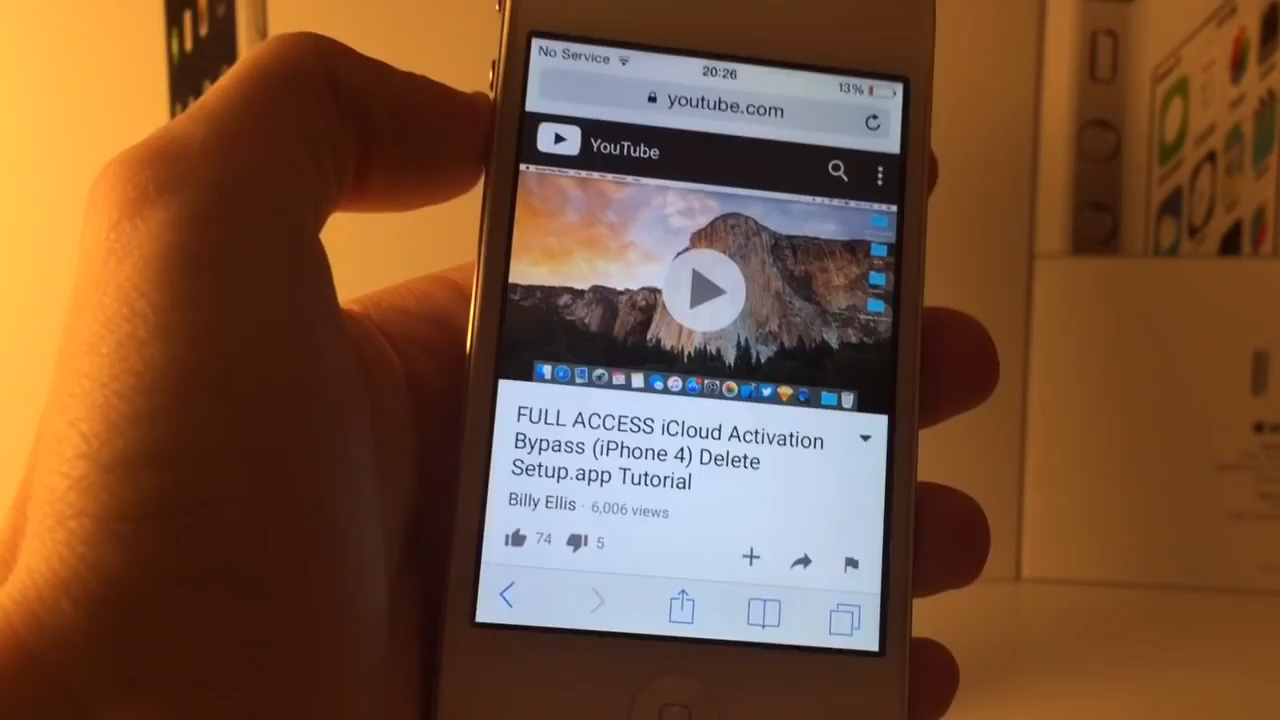 No Service
20:26
13%
youtube.com
YouTube
FULL ACCESS iCloud Activation
Bypass (iPhone 4) Delete
Setup.app Tutorial
Billy Ellis · 6,006 views
74
5